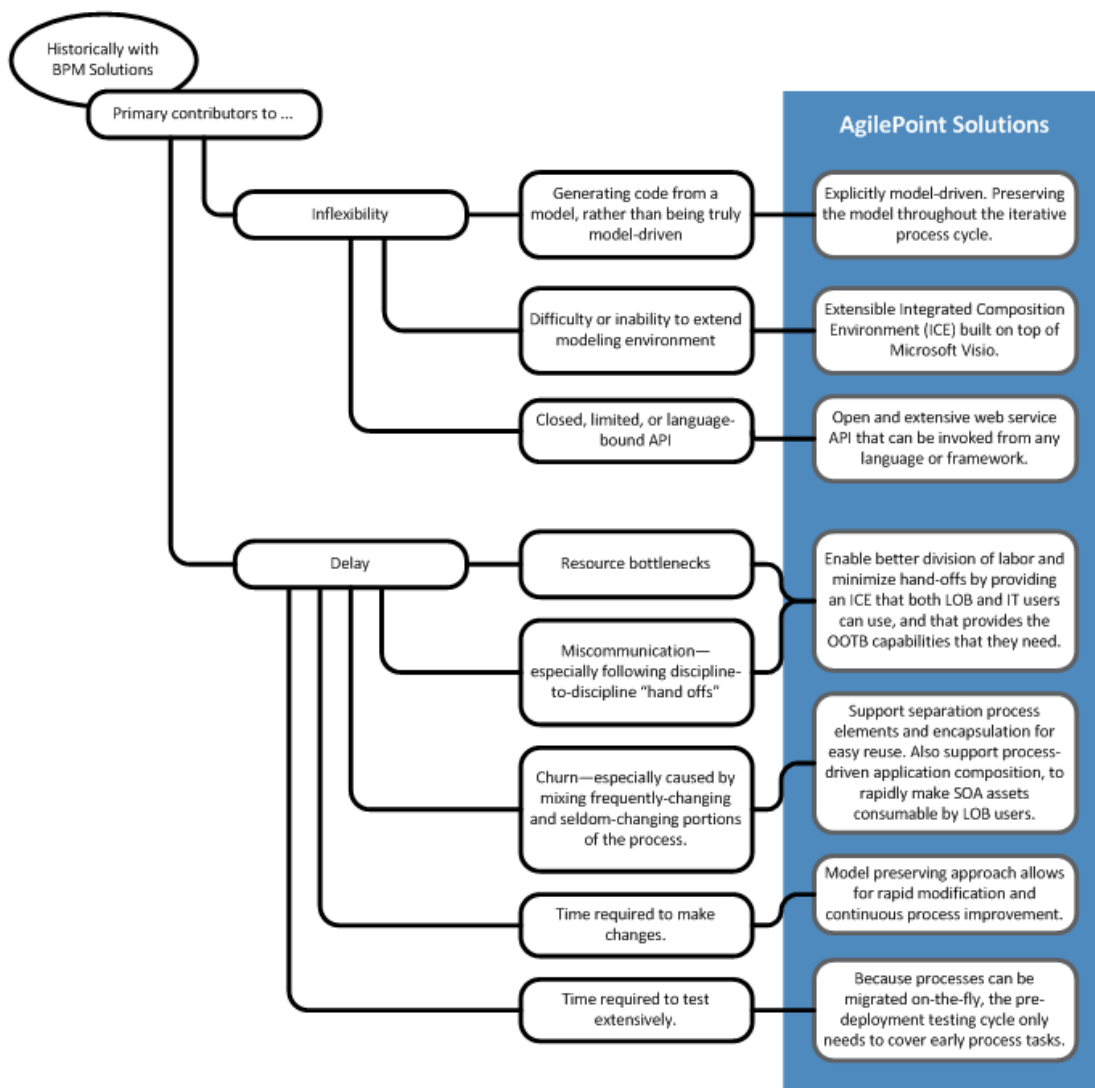 Historically with
BPM Solutions
Primary contributors to ...
AgilePoint Solutions
Inflexibility
Generating code from a
model, rather than being truly
model-driven
Explicitly model-driven. Preserving
the model throughout the iterative
process cycle.
Difficulty or inability to extend
modeling environment
Extensible Integrated Composition
Environment (ICE) built on top of
Microsoft Visio.
Closed, limited, or language-
bound API
Open and extensive web service
API that can be invoked from any
language or framework.
Delay
Resource bottlenecks
Enable better division of labor and
minimize hand-offs by providing
an ICE that both LOB and IT users
can use, and that provides the
OOTB capabilities that they need.
Miscommunication—
especially following discipline-
to-discipline “hand offs”
Churn—especially caused by
mixing frequently-changing
and seldom-changing portions
of the process.
Support separation process
elements and encapsulation for
easy reuse. Also support process-
driven application composition, to
rapidly make SOA assets
consumable by LOB users.
Time required to make
changes.
Model preserving approach allows
for rapid modification and
continuous process improvement.
Time required to test
extensively.
Because processes can be
migrated on-the-fly, the pre-
deployment testing cycle only
needs to cover early process tasks.